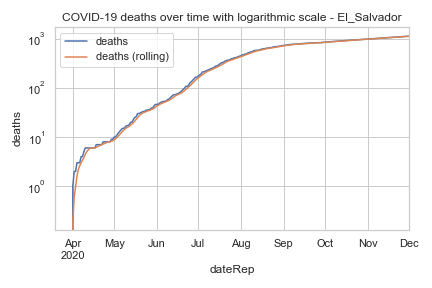 COVID-19 deaths over time with logarithmic scale - El_Salvador
deaths
deaths (rolling)
10³
10²
10¹
10⁰
deaths
Apr May Jun Jul Aug Sep Oct Nov Dec
2020
dateRep